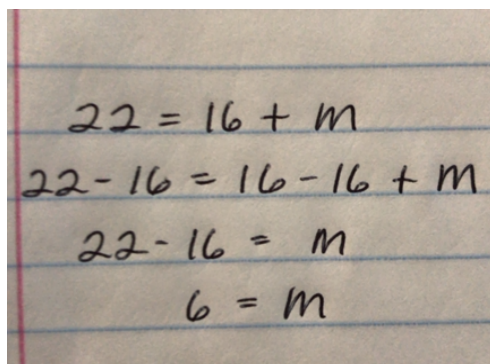 22 = 16 + m
22 - 16 = 16 - 16 + m
22 - 16 = m
6 = m